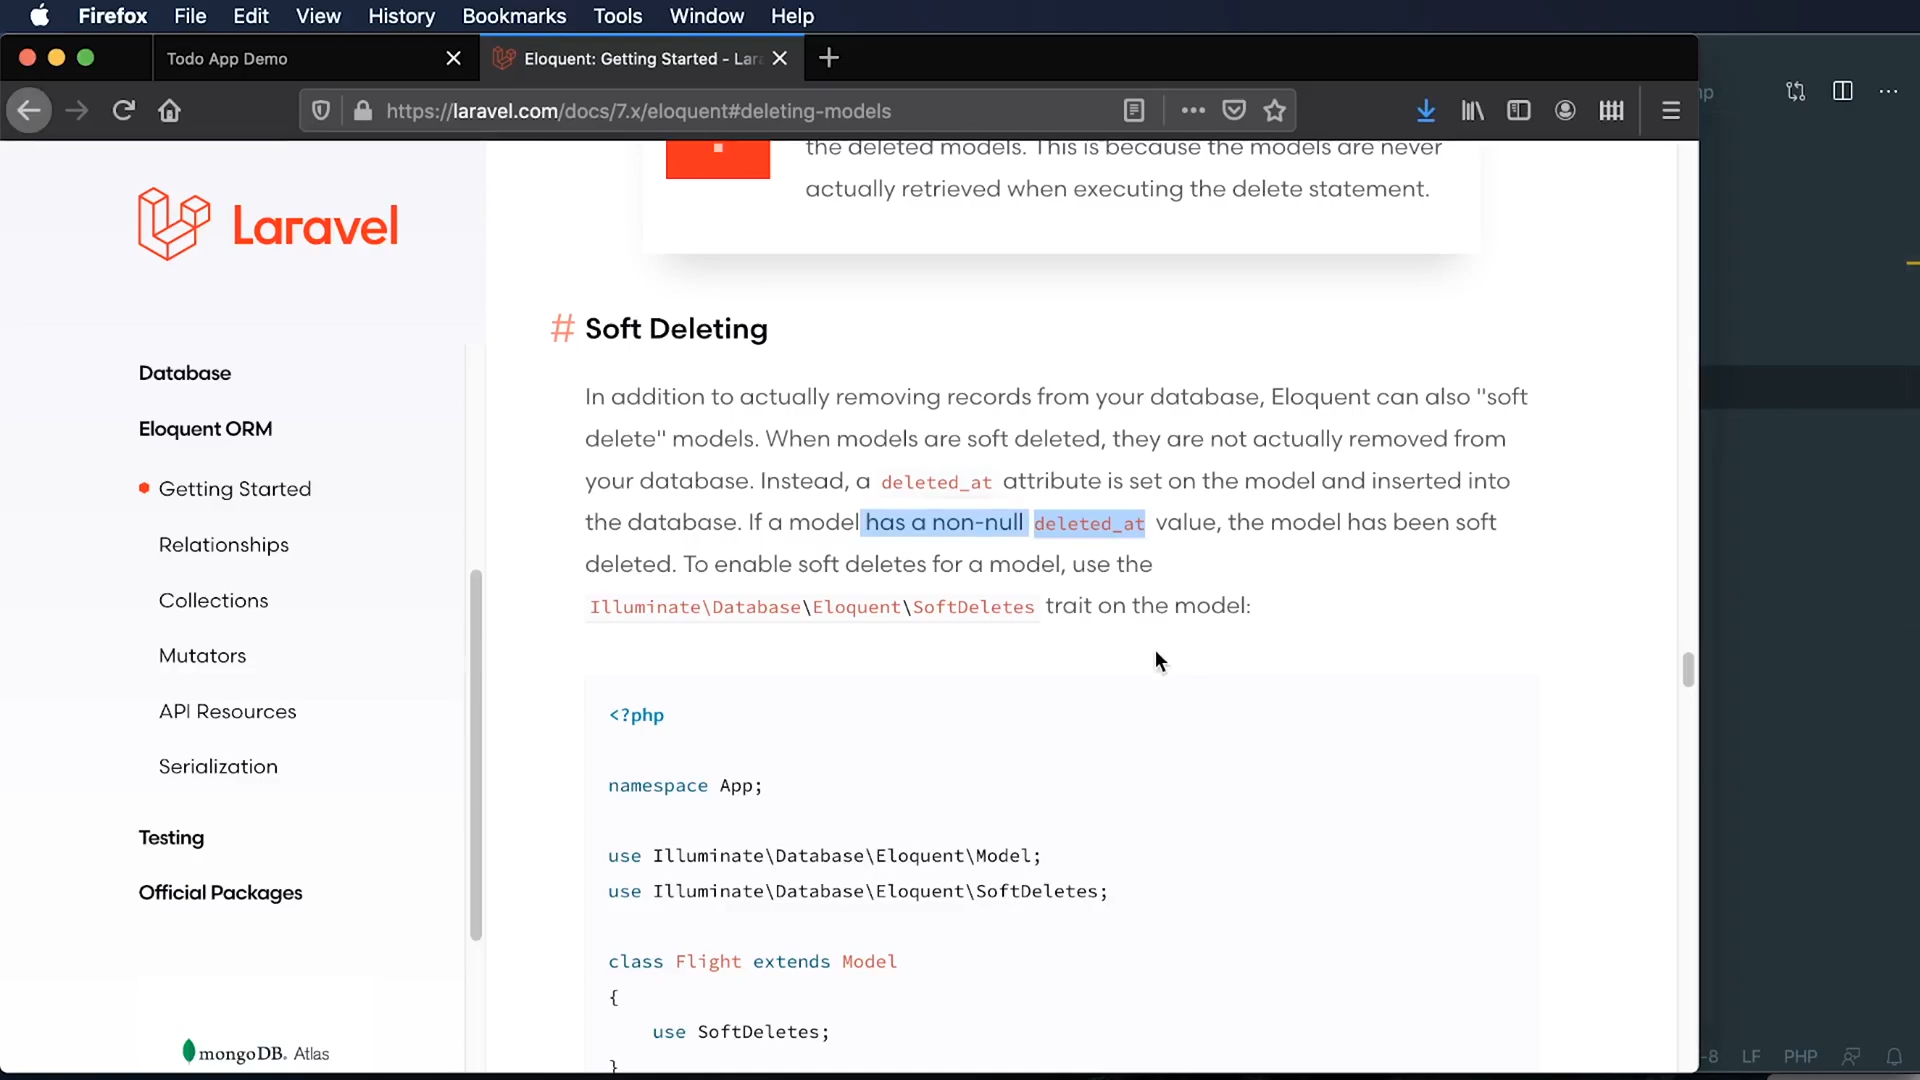 Firefox File Edit View History Bookmarks Tools Window Help
Todo App Demo
Eloquent: Getting Started - Lar
https://laravel.com/docs/7.x/eloquent#deleting-models
Laravel
Database
Eloquent ORM
Getting Started
Relationships
Collections
Mutators
API Resources
Serialization
Testing
Official Packages
mongoDB. Atlas
the deleted models. This is because the models are never
actually retrieved when executing the delete statement.
# Soft Deleting
In addition to actually removing records from your database, Eloquent can also "soft
delete" models. When models are soft deleted, they are not actually removed from
your database. Instead, a deleted_at attribute is set on the model and inserted into
the database. If a model has a non-null deleted_at value, the model has been soft
deleted. To enable soft deletes for a model, use the
Illuminate\Database\Eloquent\SoftDeletes trait on the model:
<?php
namespace App;
use Illuminate\Database\Eloquent\Model;
use Illuminate\Database\Eloquent\SoftDeletes;
class Flight extends Model
{
use SoftDeletes;
}
-8 LF PHP